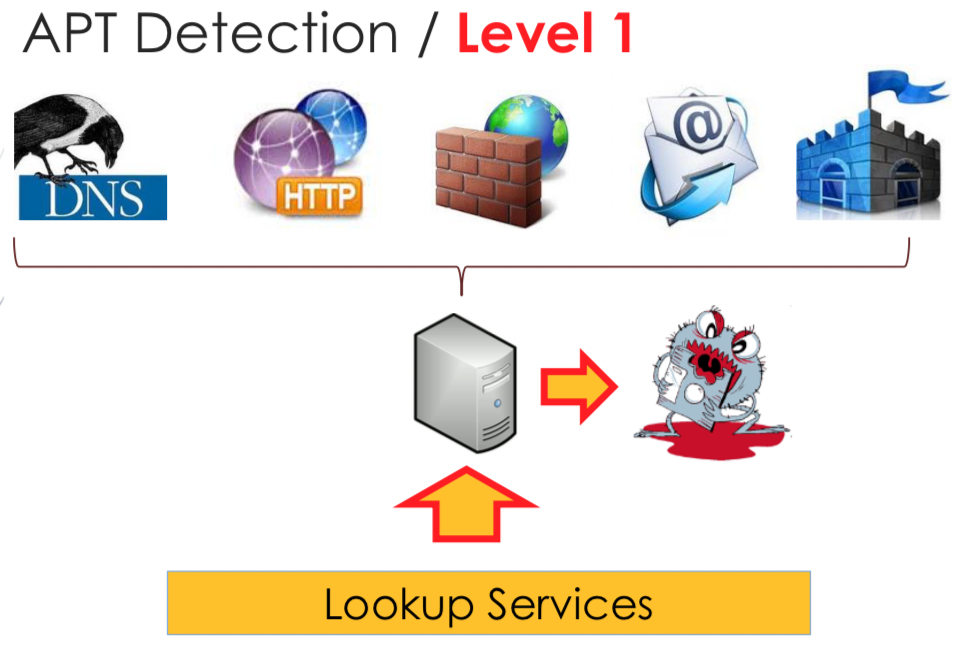 APT Detection / Level 1
DNS
HTTP
@
Lookup Services